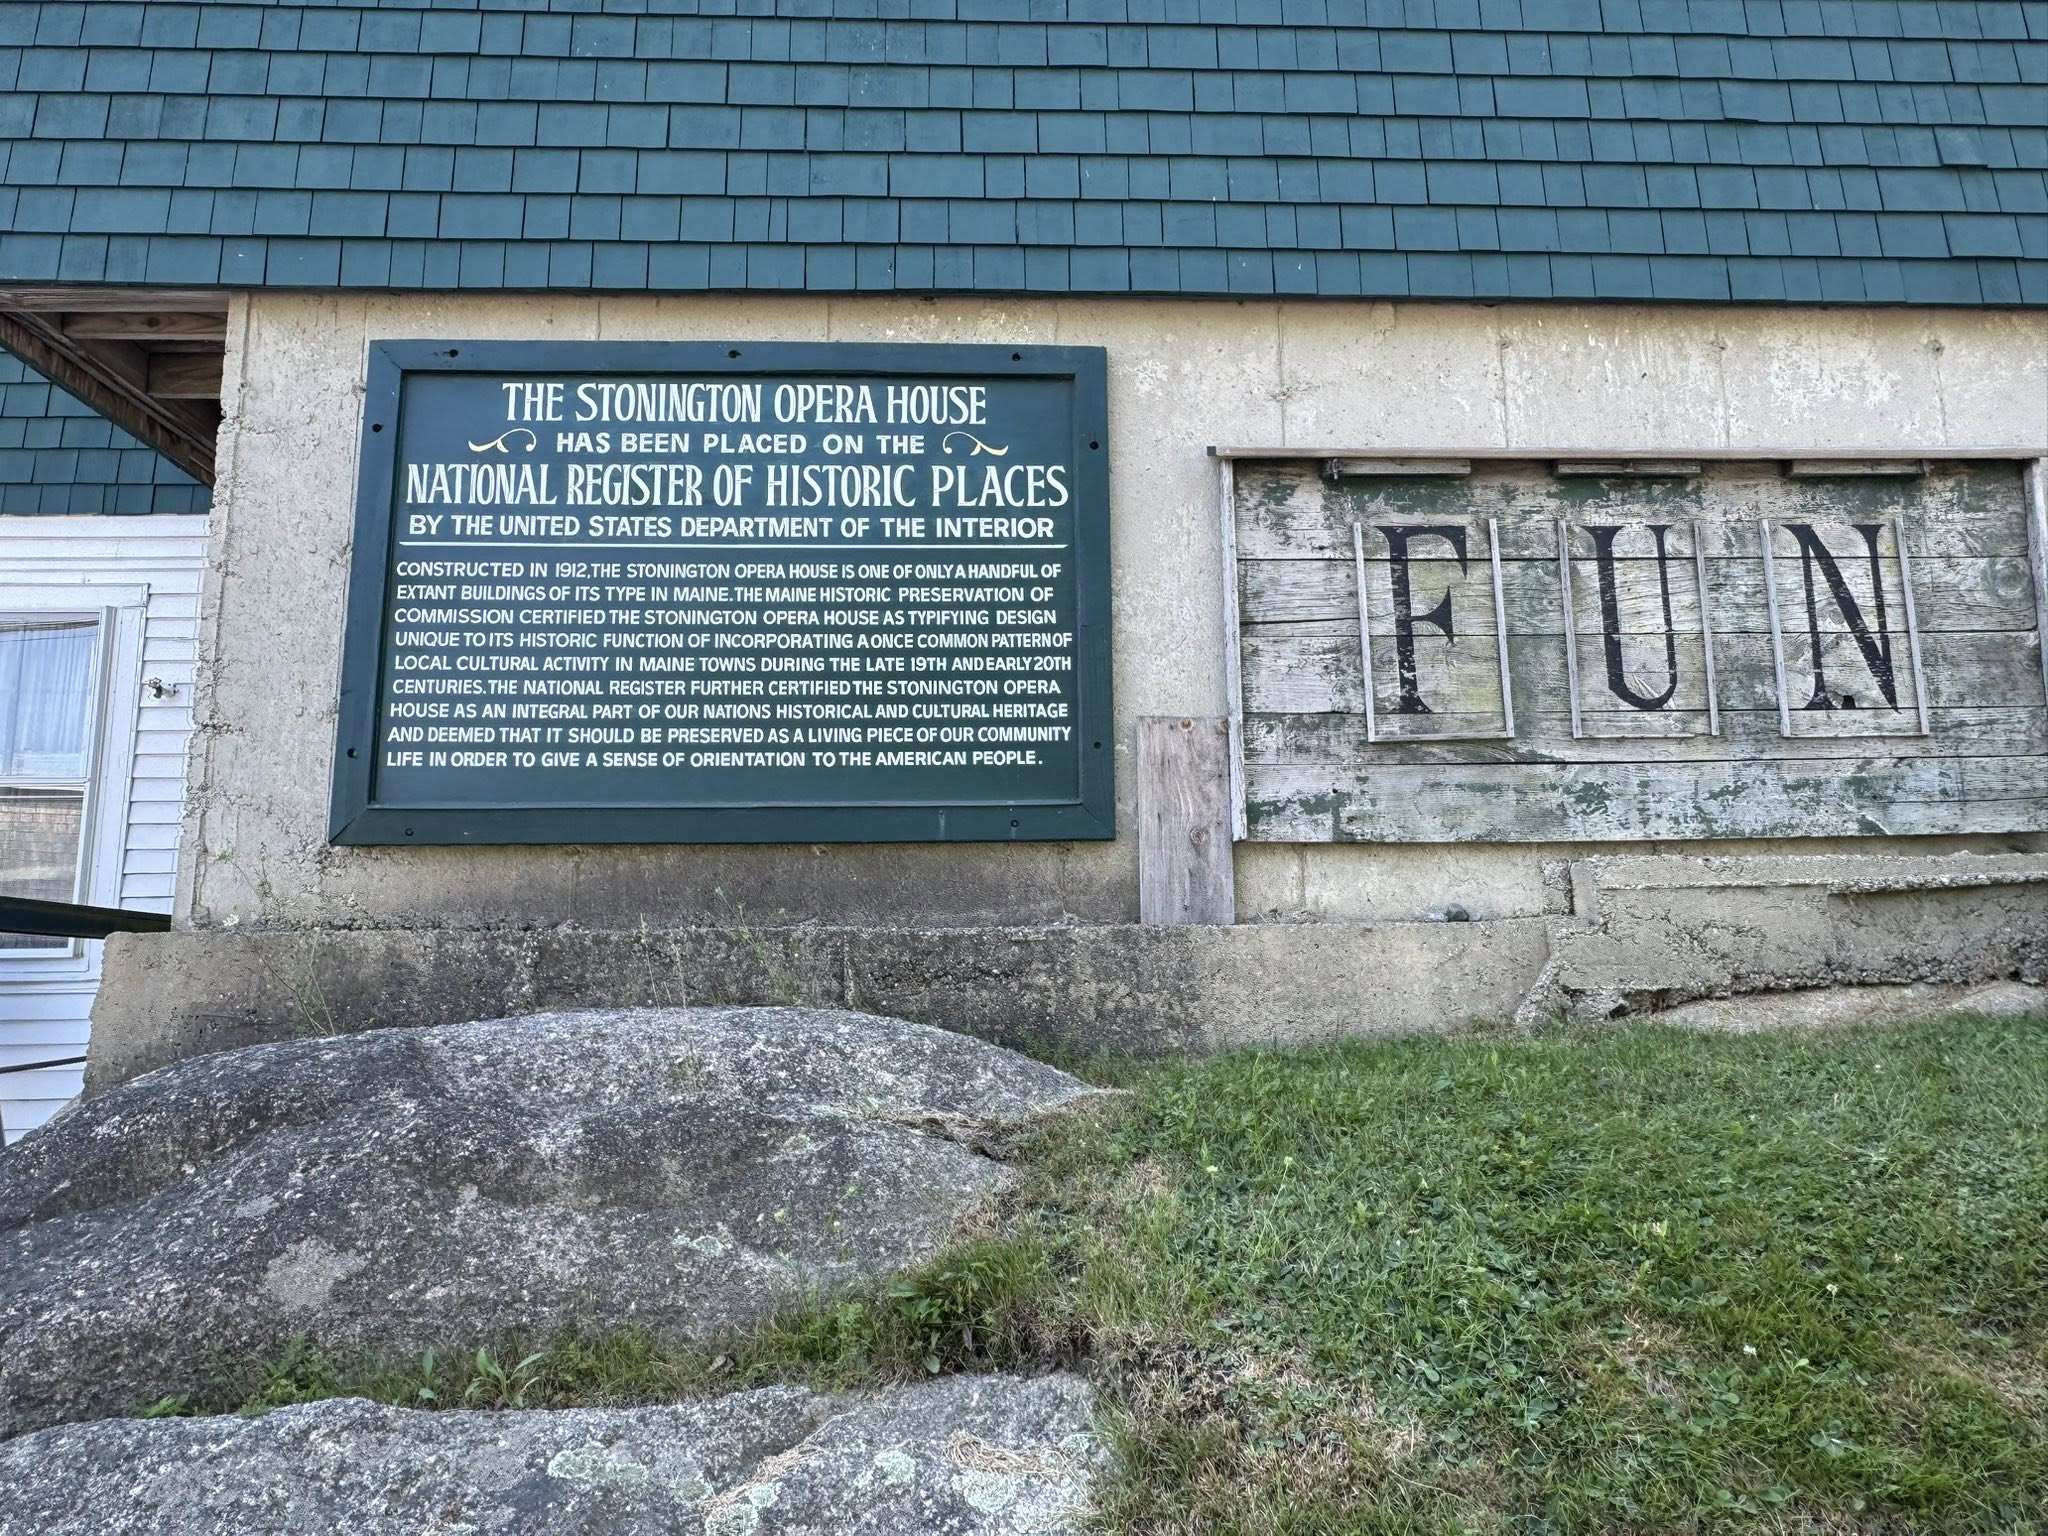 THE STONINGTON OPERA HOUSE
HAS BEEN PLACED ON THE
NATIONAL REGISTER OF HISTORIC PLACES
BY THE UNITED STATES DEPARTMENT OF THE INTERIOR
CONSTRUCTED IN 1912, THE STONINGTON OPERA HOUSE IS ONE OF ONLY A HANDFUL OF
EXTANT BUILDINGS OF ITS TYPE IN MAINE. THE MAINE HISTORIC PRESERVATION OF
COMMISSION CERTIFIED THE STONINGTON OPERA HOUSE AS TYPIFYING DESIGN
UNIQUE TO ITS HISTORIC FUNCTION OF INCORPORATING A ONCE COMMON PATTERN OF
LOCAL CULTURAL ACTIVITY IN MAINE TOWNS DURING THE LATE 19TH AND EARLY 20TH
CENTURIES. THE NATIONAL REGISTER FURTHER CERTIFIED THE STONINGTON OPERA
HOUSE AS AN INTEGRAL PART OF OUR NATIONS HISTORICAL AND CULTURAL HERITAGE
AND DEEMED THAT IT SHOULD BE PRESERVED AS A LIVING PIECE OF OUR COMMUNITY
LIFE IN ORDER TO GIVE A SENSE OF ORIENTATION TO THE AMERICAN PEOPLE.
FUN